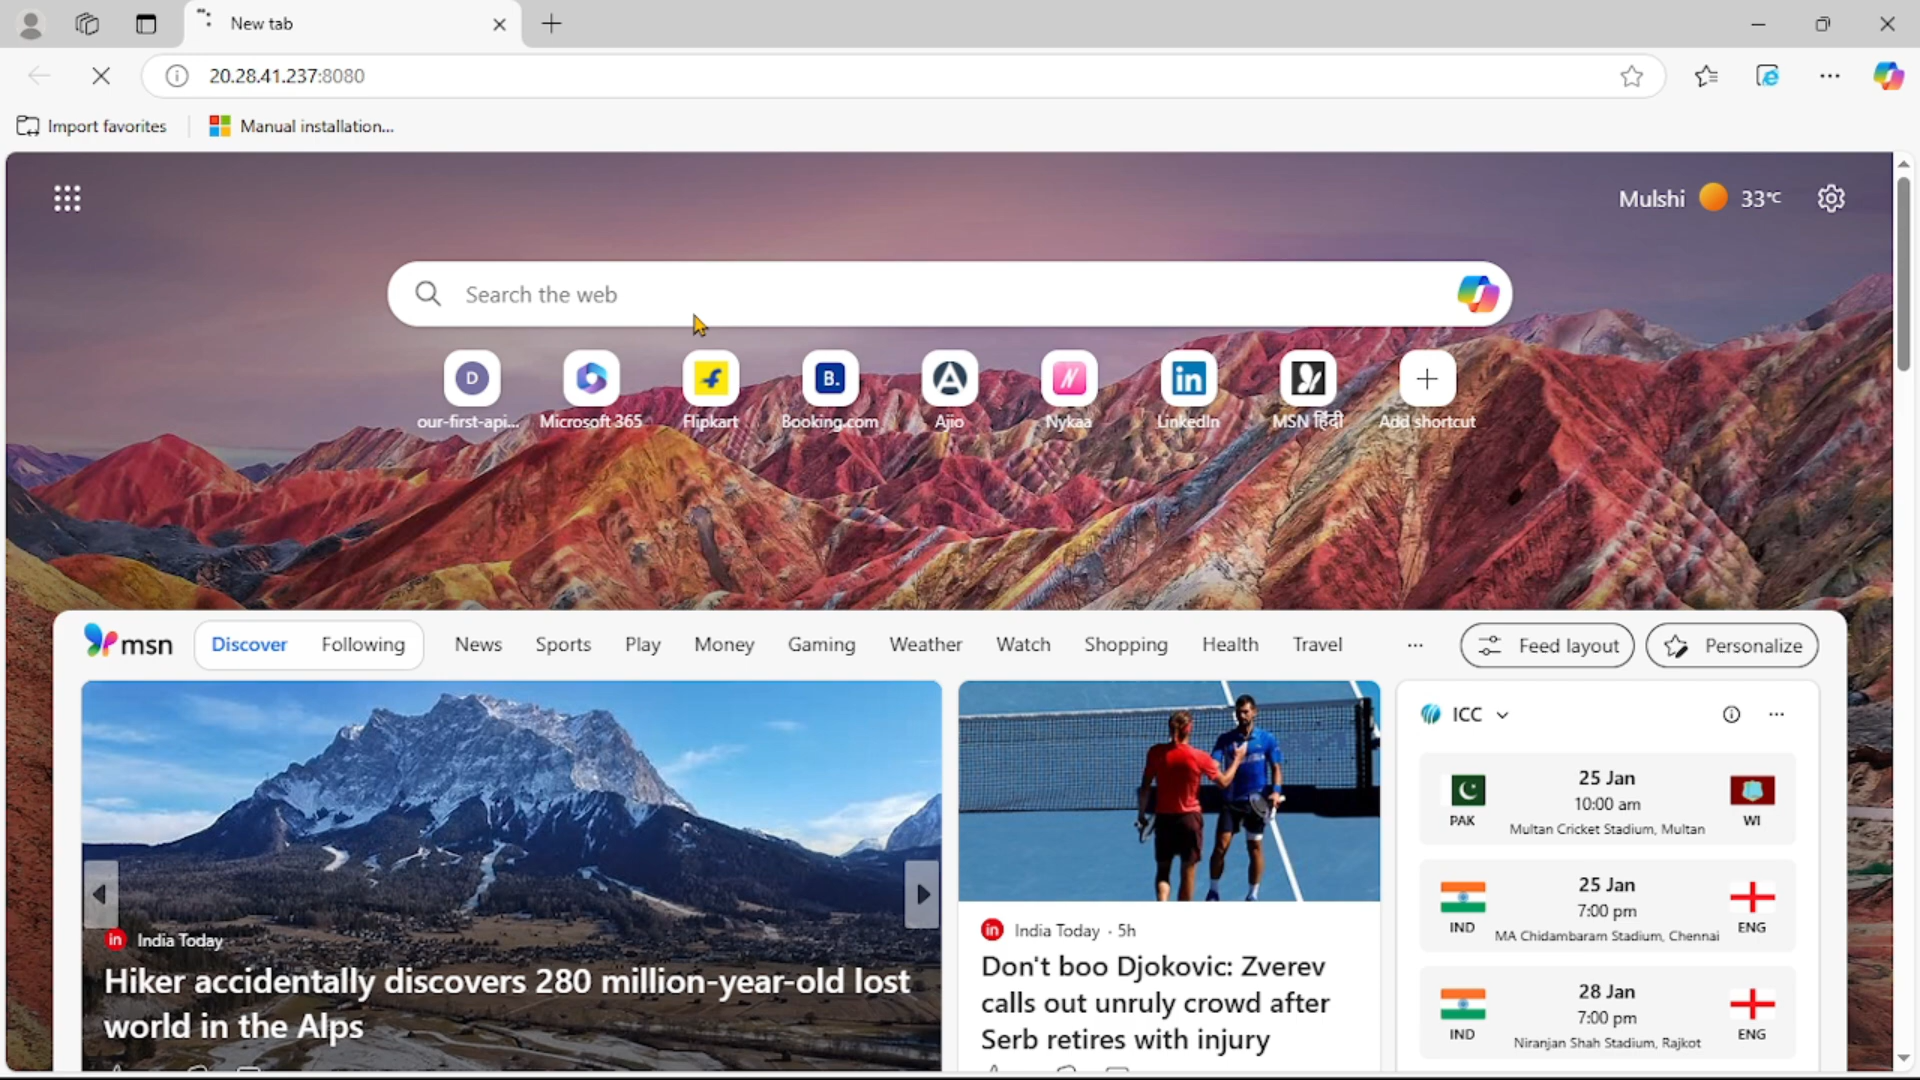 New tab
20.28.41.237:8080
Import favorites
Manual installation...
Mulshi 33°C
Search the web
D
B.
in
our-first-api...
Microsoft 365
Flipkart
Booking.com
Ajio
Nykaa
LinkedIn
MSN हिंदी
Add shortcut
msn
Discover
Following
News
Sports
Play
Money
Gaming
Weather
Watch
Shopping
Health
Travel
...
Feed layout
Personalize
in India Today
Hiker accidentally discovers 280 million-year-old lost
world in the Alps
in India Today · 5h
Don't boo Djokovic: Zverev
calls out unruly crowd after
Serb retires with injury
ICC
25 Jan
10:00 am
PAK
Multan Cricket Stadium, Multan
WI
25 Jan
7:00 pm
IND
MA Chidambaram Stadium, Chennai
ENG
28 Jan
7:00 pm
IND
Niranjan Shah Stadium, Rajkot
ENG